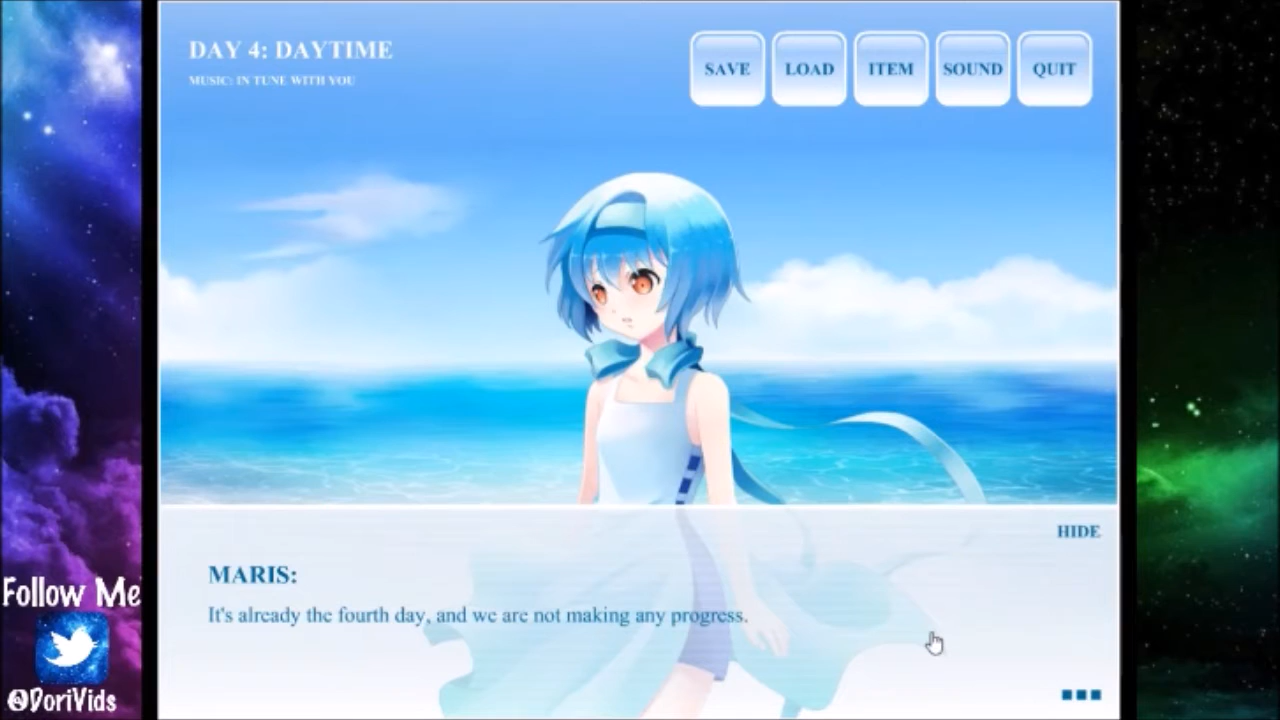 DAY 4: DAYTIME
MUSIC: IN TUNE WITH YOU
SAVE
LOAD
ITEM
SOUND
QUIT
HIDE
MARIS:
It's already the fourth day, and we are not making any progress.
Follow Me
@DoriVids